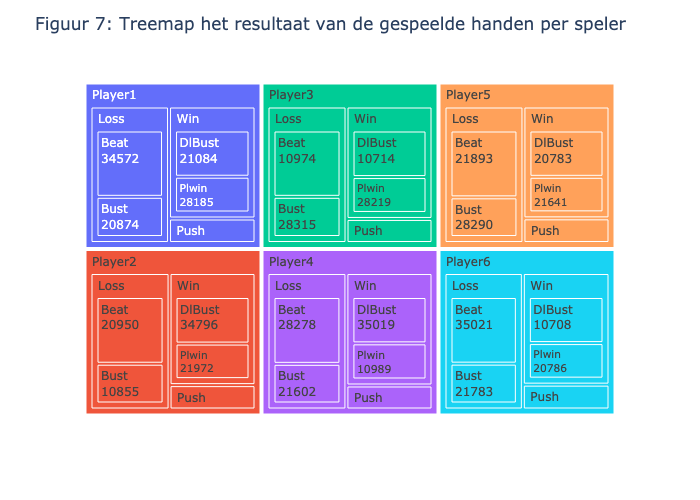 Figuur 7: Treemap het resultaat van de gespeelde handen per speler
Player1
Loss
Beat
34572
Bust
20874
Win
DlBust
21084
Plwin
28185
Push
Player3
Loss
Beat
10974
Bust
28315
Win
DlBust
10714
Plwin
28219
Push
Player5
Loss
Beat
21893
Bust
28290
Win
DlBust
20783
Plwin
21641
Push
Player2
Loss
Beat
20950
Bust
10855
Win
DlBust
34796
Plwin
21972
Push
Player4
Loss
Beat
28278
Bust
21602
Win
DlBust
35019
Plwin
10989
Push
Player6
Loss
Beat
35021
Bust
21783
Win
DlBust
10708
Plwin
20786
Push